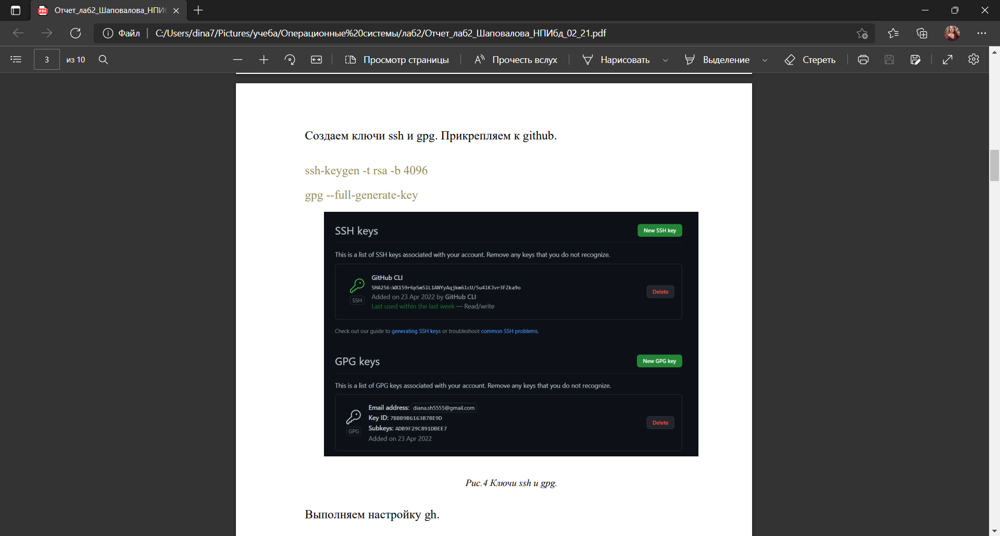 Отчет_лаб2_Шаповалова_НПИб
Файл
C:/Users/dina7/Pictures/учеба/Операционные%20системы/лаб2/Отчет_лаб2_Шаповалова_НПИбд_02_21.pdf
3 из 10
Просмотр страницы
Прочесть вслух
Нарисовать
Выделение
Стереть
Создаем ключи ssh и gpg. Прикрепляем к github.
ssh-keygen -t rsa -b 4096
gpg --full-generate-key
SSH keys
New SSH key
This is a list of SSH keys associated with your account. Remove any keys that you do not recognize.
GitHub CLI
SHA256:WX159r6pSm51L1ANYyAqjkm61cU/5u41KJvr3FZka9o
Added on 23 Apr 2022 by GitHub CLI
Last used within the last week — Read/write
SSH
Delete
Check out our guide to generating SSH keys or troubleshoot common SSH problems.
GPG keys
New GPG key
This is a list of GPG keys associated with your account. Remove any keys that you do not recognize.
Email address: diana.sh5555@gmail.com
Key ID: 7BBB9B6163B78E9D
Subkeys: ADB9F29C891DBEE7
Added on 23 Apr 2022
GPG
Delete
Рис.4 Ключи ssh и gpg.
Выполняем настройку gh.